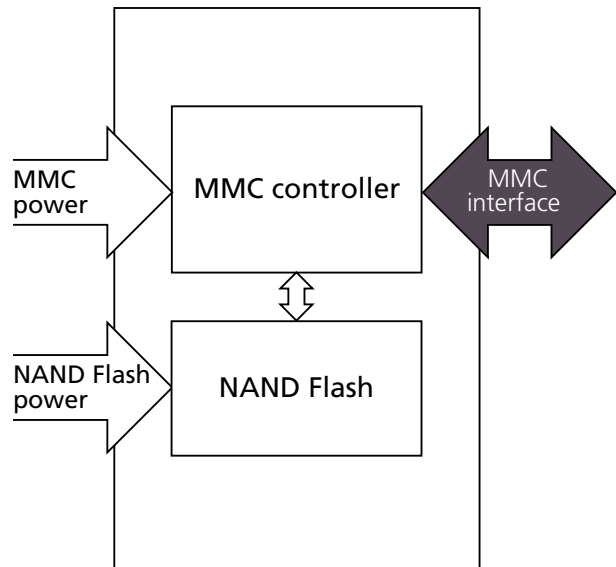 MMC
power
MMC controller
MMC
interface
NAND Flash
power
NAND Flash